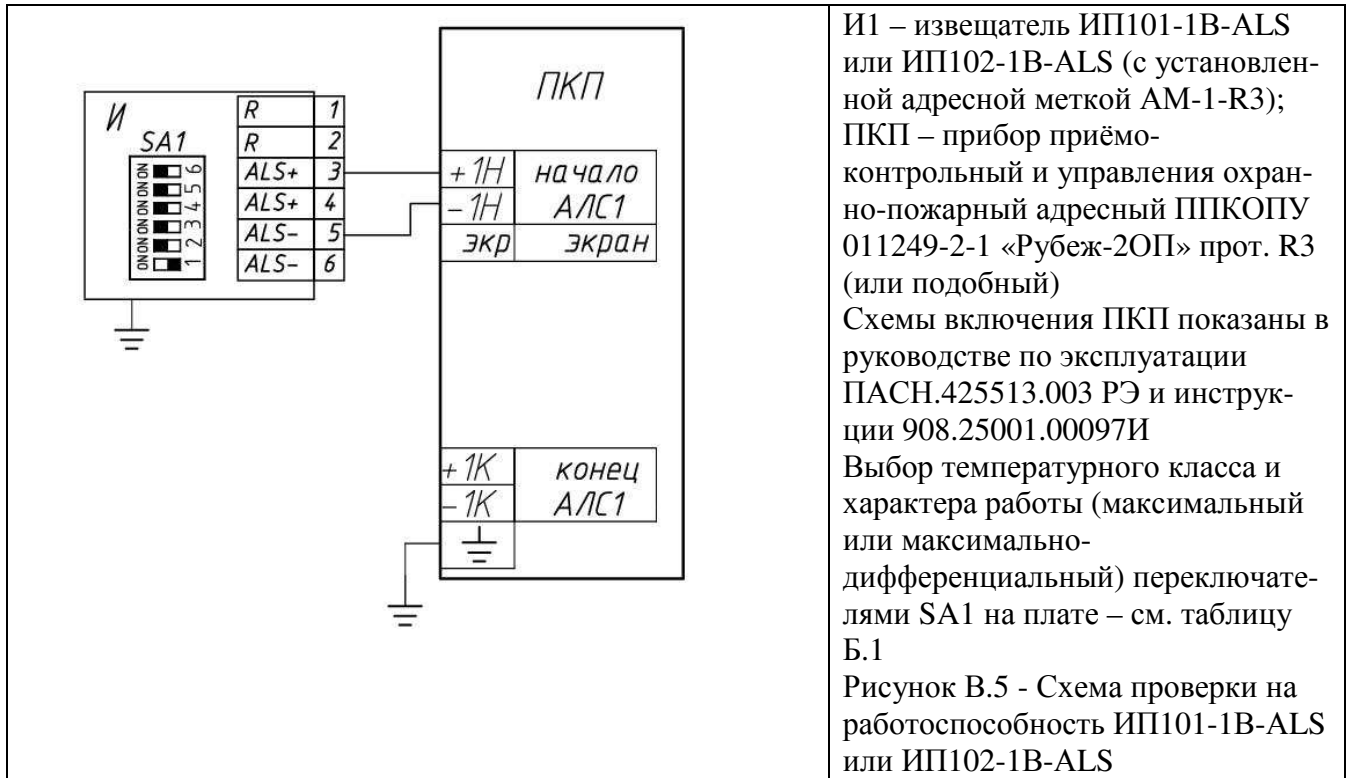 И
SA1
ON ON ON ON ON ON
1 2 3 4 5 6
R 1
R 2
ALS+ 3
ALS+ 4
ALS– 5
ALS– 6
ПКП
+1Н начало
–1Н АЛС1
экр экран
+1К конец
–1К АЛС1
И1 – извещатель ИП101-1В-ALS
или ИП102-1В-ALS (с установлен-
ной адресной меткой АМ-1-R3);
ПКП – прибор приёмо-
контрольный и управления охран-
но-пожарный адресный ППКОПУ
011249-2-1 «Рубеж-2ОП» прот. R3
(или подобный)
Схемы включения ПКП показаны в
руководстве по эксплуатации
ПАСН.425513.003 РЭ и инструк-
ции 908.25001.00097И
Выбор температурного класса и
характера работы (максимальный
или максимально-
дифференциальный) переключате-
лями SA1 на плате – см. таблицу
Б.1
Рисунок В.5 - Схема проверки на
работоспособность ИП101-1В-ALS
или ИП102-1В-ALS